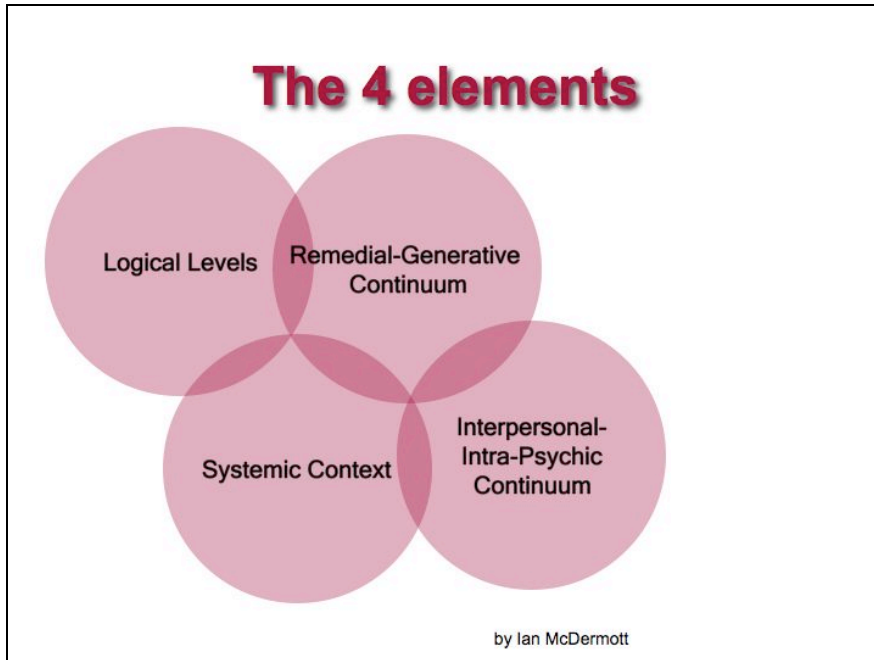 The 4 elements
Logical Levels
Remedial-Generative
Continuum
Systemic Context
Interpersonal-
Intra-Psychic
Continuum
by Ian McDermott